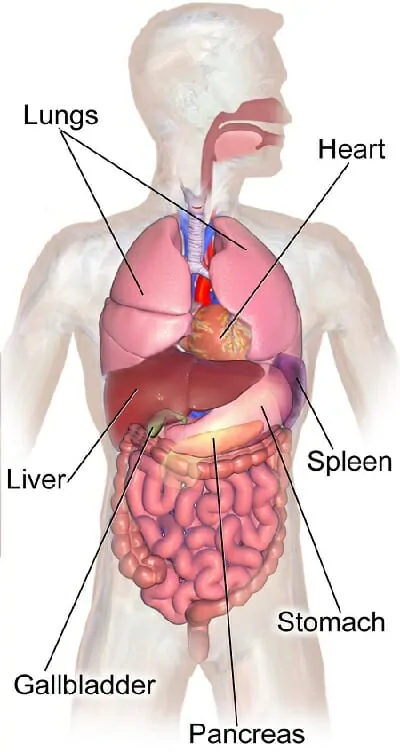 Lungs
Heart
Spleen
Liver
Stomach
Gallbladder
Pancreas